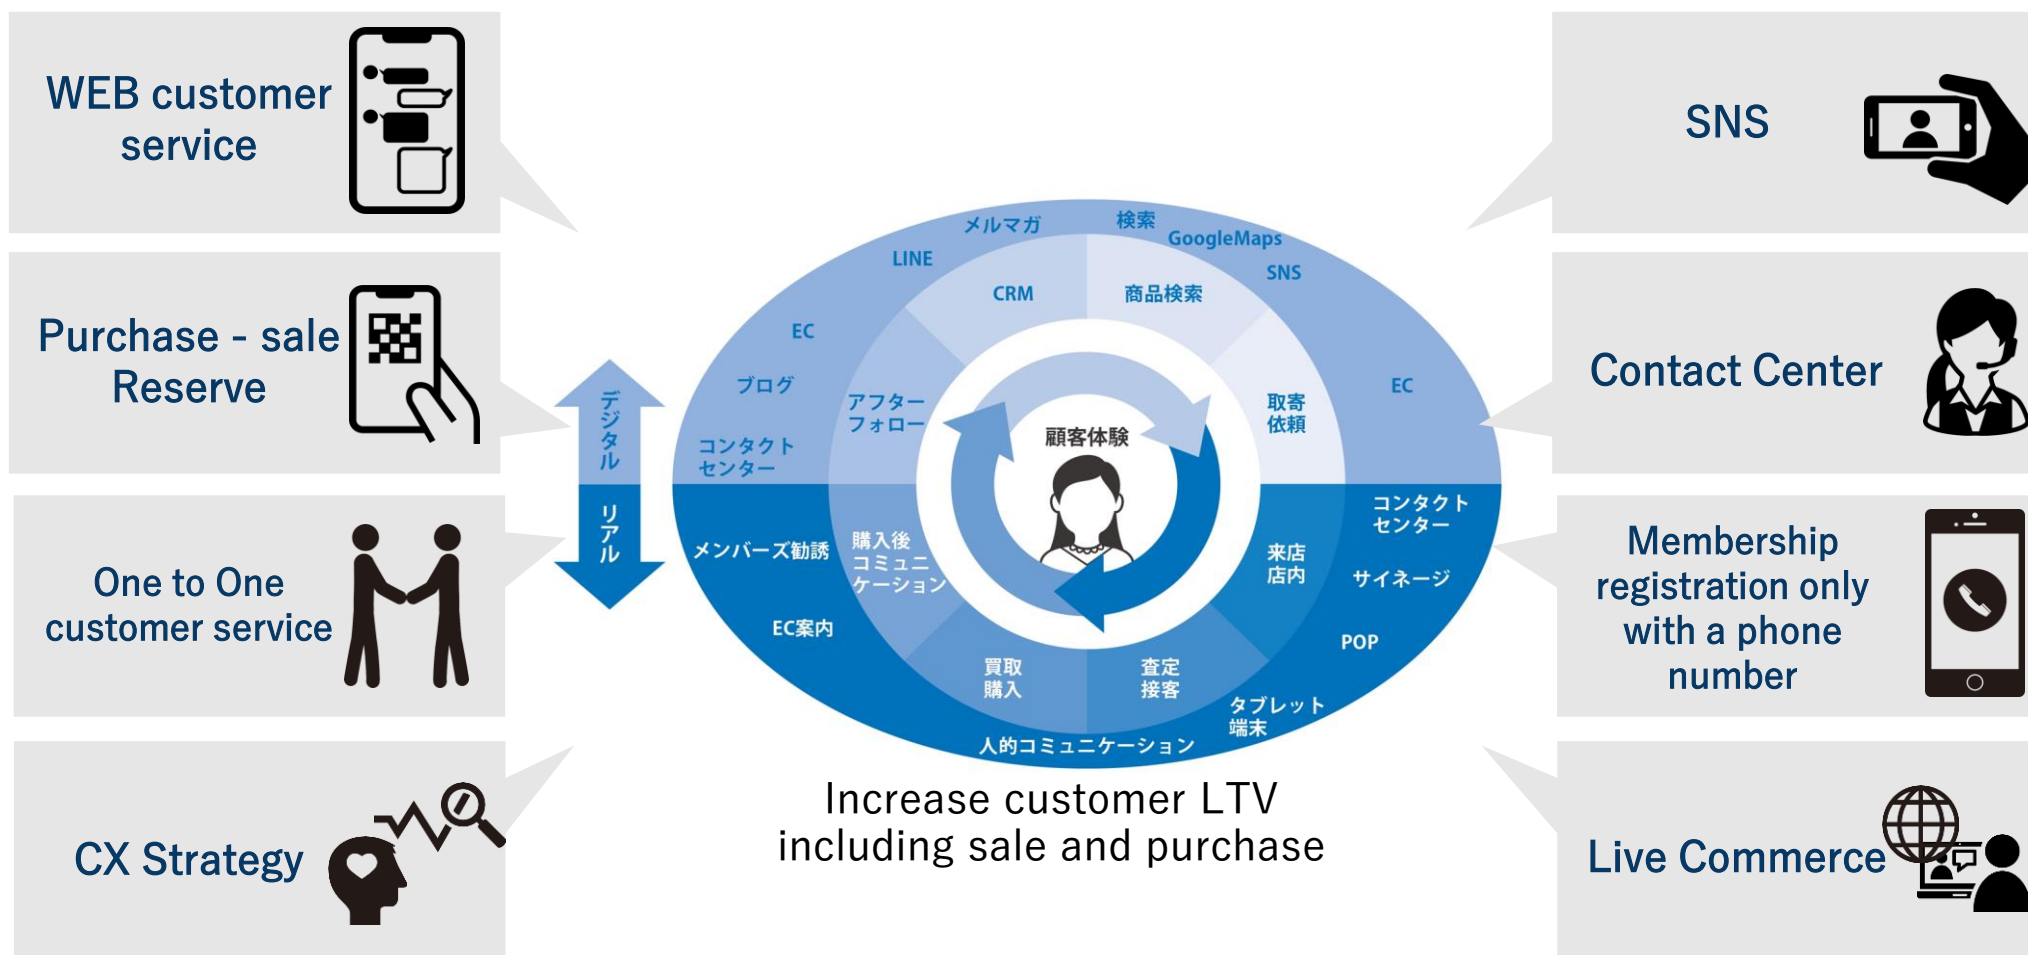 WEB customer
service
Purchase - sale
Reserve
One to One
customer service
CX Strategy
デジタル
リアル
メルマガ
検索
GoogleMaps
LINE
SNS
CRM
商品検索
EC
ブログ
コンタクト
センター
アフター
フォロー
取寄
依頼
EC
顧客体験
メンバーズ勧誘
購入後
コミュニ
ケーション
EC案内
来店
店内
コンタクト
センター
サイネージ
POP
買取
購入
査定
接客
タブレット
端末
人的コミュニケーション
Increase customer LTV
including sale and purchase
SNS
Contact Center
Membership
registration only
with a phone
number
Live Commerce